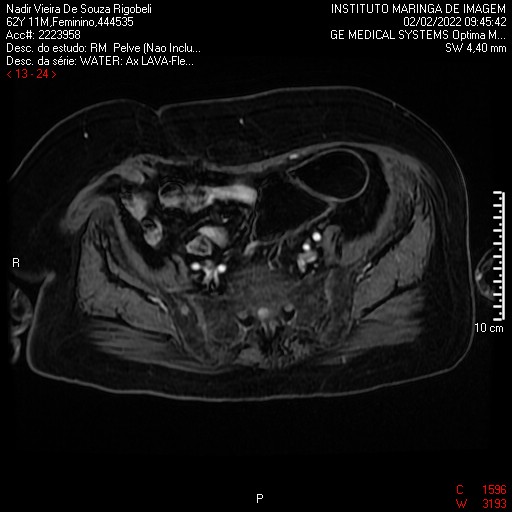 Nadir Vieira De Souza Rigobeli
62Y 11M,Feminino,444535
Acc#: 2223958
Desc. do estudo: RM  Pelve (Nao Inclu...
Desc. da série: WATER: Ax LAVA-Fle...
< 13 - 24 >
INSTITUTO MARINGA DE IMAGEM
02/02/2022 09:45:42
GE MEDICAL SYSTEMS Optima M...
SW 4,40 mm
R
10 cm
P
C 1596
W 3193